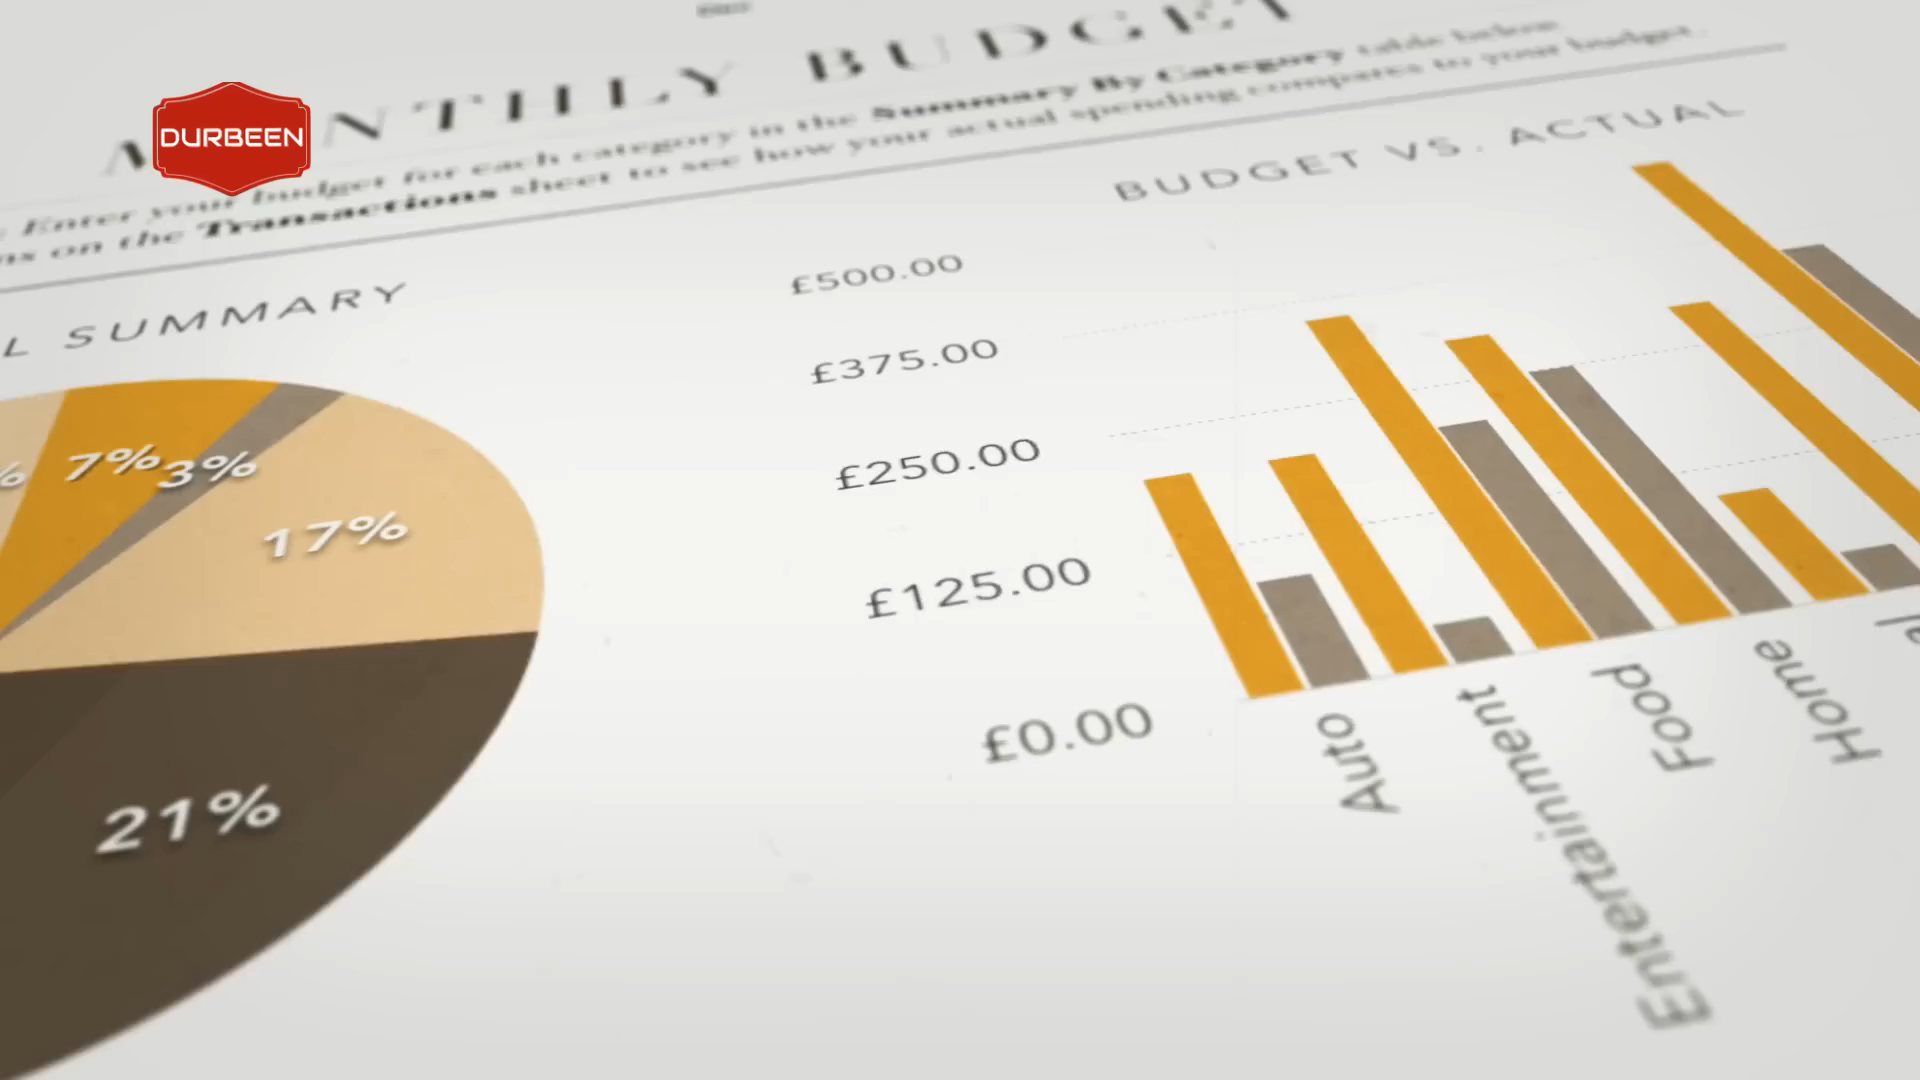 NTHLY BUDGET
DURBEEN
Enter your budget for each category in the Summary By Category table below
on the Transactions sheet to see how your actual spending compares to your budget.
SUMMARY
BUDGET VS. ACTUAL
£500.00
£375.00
£250.00
£125.00
£0.00
7%
3%
17%
21%
Auto
Entertainment
Food
Home